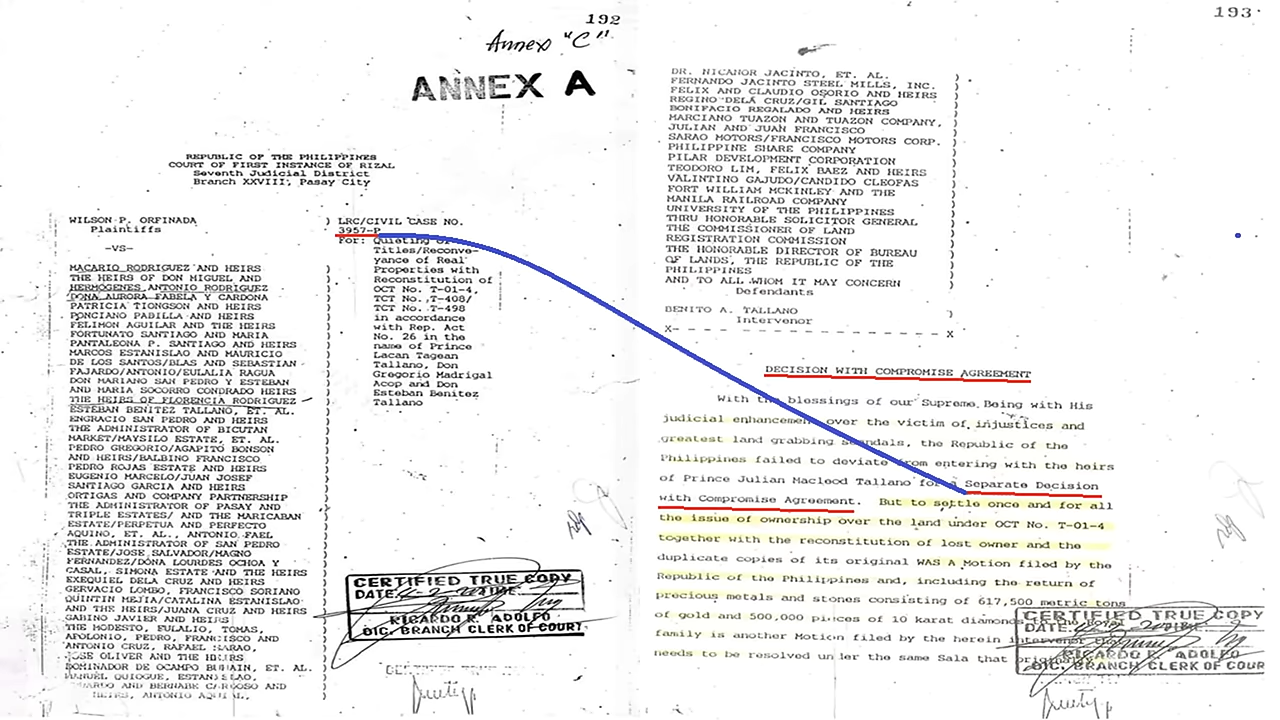 192
Annex "C"
ANNEX A
REPUBLIC OF THE PHILIPPINES
COURT OF FIRST INSTANCE OF RIZAL
Seventh Judicial District
Branch XXVIII, Pasay City
WILSON P. ORFINADA
Plaintiffs
-VS-
MACARIO RODRIGUEZ AND HEIRS
THE HEIRS OF DON MIGUEL AND
HERMOGENES ANTONIO RODRIGUEZ
DONA AURORA FABELA Y CARDONA
PATRICIA TIONGSON AND HEIRS
PONCIANO PADILLA AND HEIRS
FELIMON AGUILAR AND THE HEIRS
FORTUNATO SANTIAGO AND MARIA
PANTALEONA P. SANTIAGO AND HEIRS
MARCOS ESTANISLAO AND MAURICIO
DE LOS SANTOS/BLAS AND SEBASTIAN
FAJARDO/ANTONIO/EULALIA RAGUA
DON MARIANO SAN PEDRO Y ESTEBAN
AND MARIA SOCORRO CONDRADO HEIRS
THE HEIRS OF FLORENCIA RODRIGUEZ
ESTEBAN BENITEZ TALLANO, ET. AL.
ENGRACIO SAN PEDRO AND HEIRS
THE ADMINISTRATOR OF BICUTAN
MARKET/MAYSILO ESTATE, ET. AL.
PEDRO GREGORIO/AGAPITO BONSON
AND HEIRS/BALBINO FRANCISCO
PEDRO ROJAS ESTATE AND HEIRS
EUGENIO MARCELO/JUAN JOSEF
SANTIAGO GARCIA AND HEIRS
ORTIGAS AND COMPANY PARTNERSHIP
THE ADMINISTRATOR OF PASAY AND
TRIPLE ESTATES/ AND THE MARICABAN
ESTATE/PERPETUA AND PERFECTO
AQUINO, ET. AL., ANTONIO FAEL
THE ADMINISTRATOR OF SAN PEDRO
ESTATE/JOSE SALVADOR/MAGNO
FERNANDEZ/DONA LOURDES OCHOA Y
CASAL, SIMONA ESTATE AND THE HEIRS
EXEQUIEL DELA CRUZ AND HEIRS
GERVACIO LOMBO, FRANCISCO SORIANO
QUINTIN MEJIA/CATALINA ESTANISLAO
AND THE HEIRS/JUANA CRUZ AND HEIRS
GABINO JAVIER AND HEIRS
THE MODESTO, EULALIO, TOMAS,
APOLONIO, PEDRO, FRANCISCO AND
ANTONIO CRUZ, RAFAEL SARAO,
JOSE OLIVER AND THE HEIRS
DOMINADOR DE OCAMPO BUHAIN, ET. AL.
MANUEL QUIOGUE, ESTANISLAO,
EDUARDO AND BERNABE CARDOSO AND
HEIRS, ANTONIO AQUIAL,
) LRC/CIVIL CASE NO.
3957-P
For: Quieting of
Titles/Reconve-
yance of Real
Properties with
Reconstitution of
OCT No. T-01-4,
TCT No. T-408/
TCT No. T-498
in accordance
with Rep. Act
No. 26 in the
name of Prince
Lacan Tagean
Tallano, Don
Gregorio Madrigal
Acop and Don
Esteban Benitez
Tallano
CERTIFIED TRUE COPY
DATE:
RICARDO R. ADOLFO
OIC, BRANCH CLERK OF COURT
193
DR. NICANOR JACINTO, ET. AL.
FERNANDO JACINTO STEEL MILLS, INC.
FELIX AND CLAUDIO OSORIO AND HEIRS
REGINO DELA CRUZ/GIL SANTIAGO
BONIFACIO REGALADO AND HEIRS
MARCIANO TUAZON AND TUAZON COMPANY,
JULIAN AND JUAN FRANCISCO
SARAO MOTORS/FRANCISCO MOTORS CORP.
PHILIPPINE SHARE COMPANY
PILAR DEVELOPMENT CORPORATION
TEODORO LIM, FELIX BAEZ AND HEIRS
VALINTINO GAJUDO/CANDIDO CLEOFAS
FORT WILLIAM MCKINLEY AND THE
MANILA RAILROAD COMPANY
UNIVERSITY OF THE PHILIPPINES
THRU HONORABLE SOLICITOR GENERAL
THE COMMISSIONER OF LAND
REGISTRATION COMMISSION
THE HONORABLE DIRECTOR OF BUREAU
OF LANDS, THE REPUBLIC OF THE
PHILIPPINES
AND TO ALL WHOM IT MAY CONCERN
Defendants
BENITO A. TALLANO
Intervenor
X- - - - - - - - - - - - - - - - - X
DECISION WITH COMPROMISE AGREEMENT
With the blessings of our Supreme Being with His
judicial enhancement over the victim of injustices and
greatest land grabbing scandals, the Republic of the
Philippines failed to deviate from entering with the heirs
of Prince Julian Macleod Tallano for a Separate Decision
with Compromise Agreement. But to settle once and for all
the issue of ownership over the land under OCT No. T-01-4
together with the reconstitution of lost owner and the
duplicate copies of its original WAS A Motion filed by the
Republic of the Philippines and, including the return of
precious metals and stones consisting of 617,500 metric tons
of gold and 500,000 pieces of 10 karat diamonds
family is another Motion filed by the herein intervenor
needs to be resolved under the same Sala that originally
CERTIFIED TRUE COPY
DATE:
RICARDO R. ADOLFO
OIC, BRANCH CLERK OF COUR